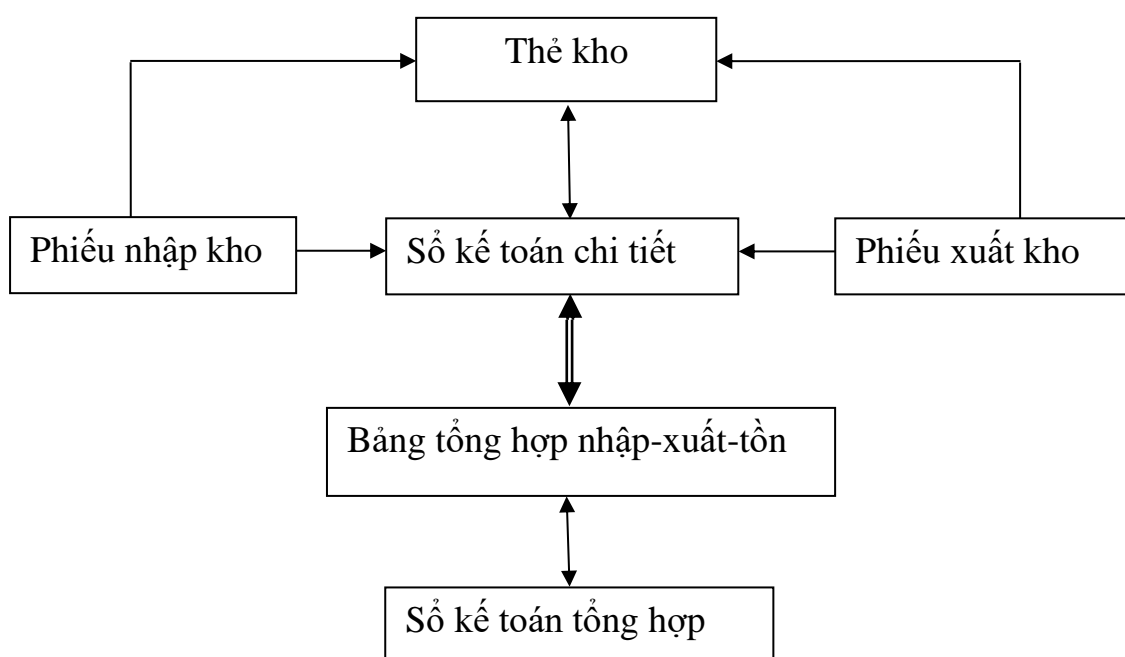 Thẻ kho
Phiếu nhập kho
Sổ kế toán chi tiết
Phiếu xuất kho
Bảng tổng hợp nhập-xuất-tồn
Sổ kế toán tổng hợp